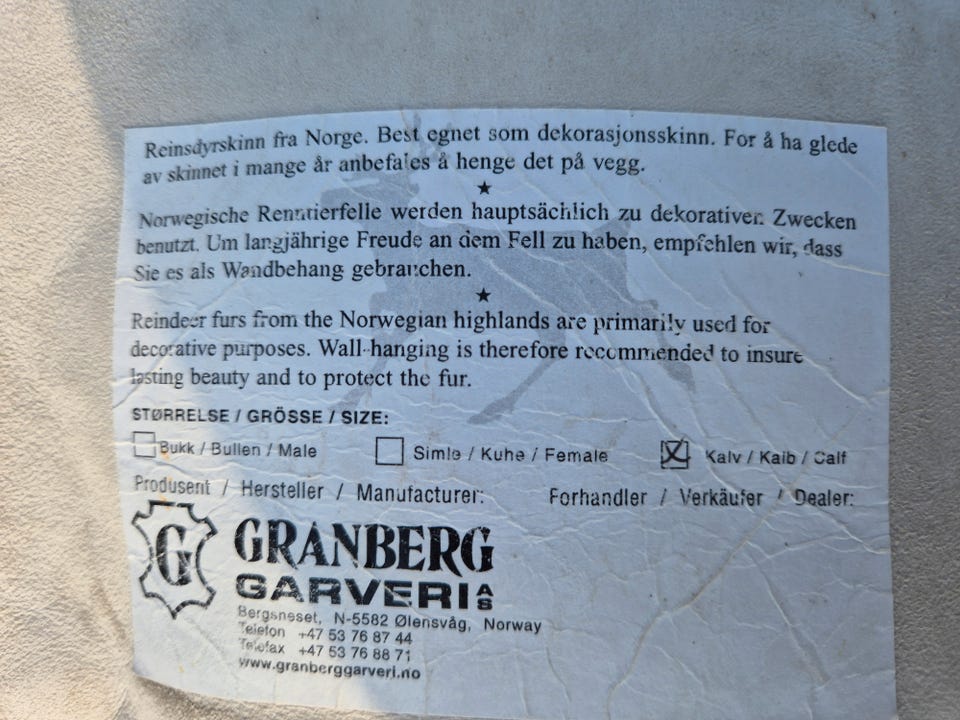 Reinsdyrskinn fra Norge. Best egnet som dekorasjonsskinn. For å ha glede
av skinnet i mange år anbefales å henge det på vegg.
★
Norwegische Renntierfelle werden hauptsächlich zu dekorativen Zwecken
benutzt. Um langjährige Freude an dem Fell zu haben, empfehlen wir, dass
Sie es als Wandbehang gebrauchen.
★
Reindeer furs from the Norwegian highlands are primarily used for
decorative purposes. Wall-hanging is therefore recommended to insure
lasting beauty and to protect the fur.
STØRRELSE / GRÖSSE / SIZE:
Bukk / Bullen / Male Simle / Kuhe / Female Kalv / Kalb / Calf
Produsent / Hersteller / Manufacturer: Forhandler / Verkäufer / Dealer:
G GRANBERG
GARVERI AS
Bergsneset, N-5582 Ølensvåg, Norway
Telefon +47 53 76 87 44
Telefax +47 53 76 88 71
www.granberggarveri.no